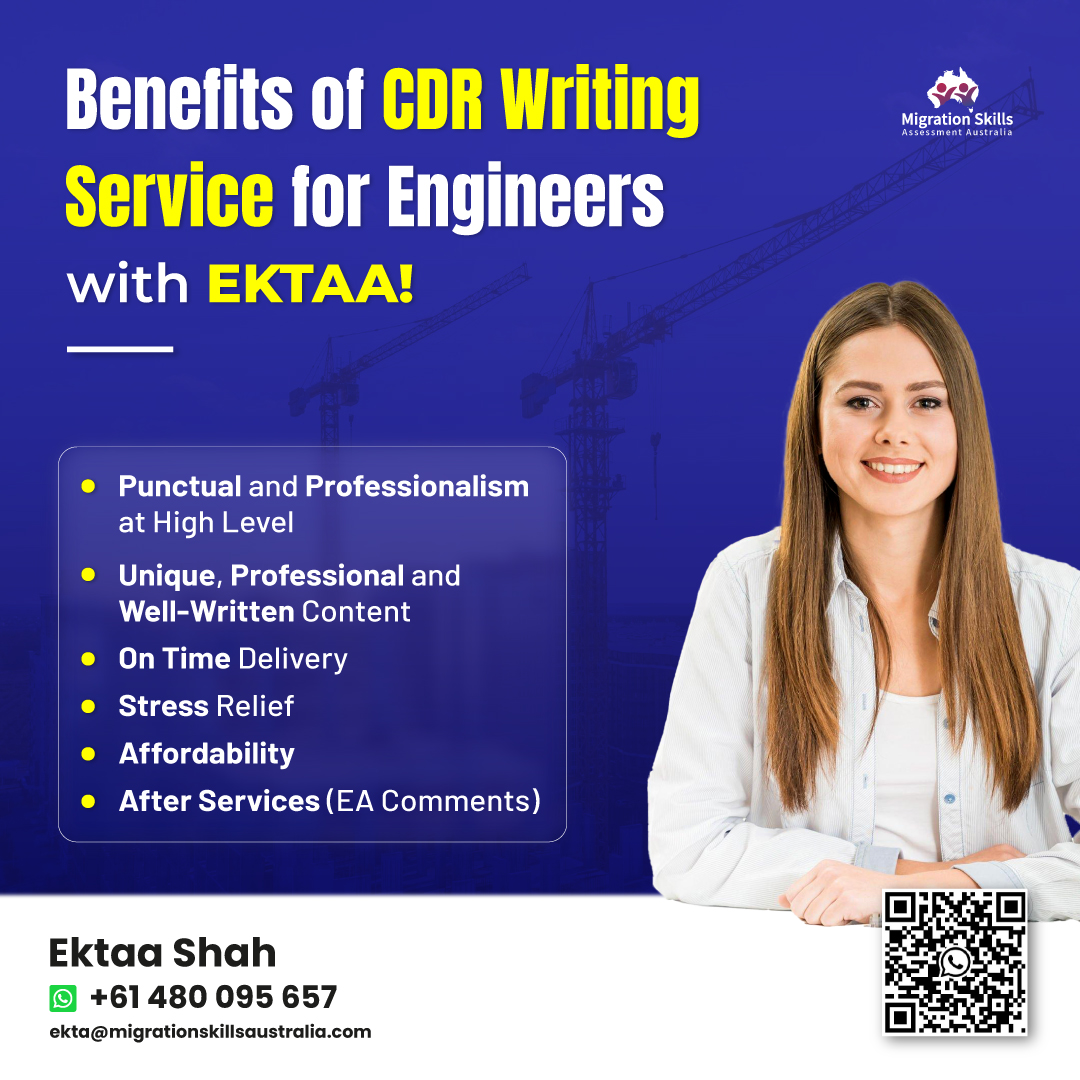 Benefits of CDR Writing
Service for Engineers
with EKTAA!
Migration Skills
Assessment Australia
Punctual and Professionalism
at High Level
Unique, Professional and
Well-Written Content
On Time Delivery
Stress Relief
Affordability
After Services (EA Comments)
Ektaa Shah
+61 480 095 657
ekta@migrationskillsaustralia.com